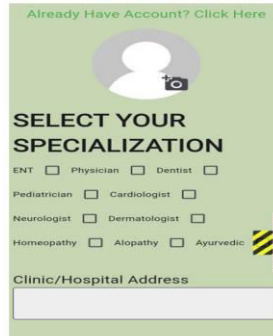 Already Have Account? Click Here
SELECT YOUR
SPECIALIZATION
ENT Physician Dentist
Pediatrician Cardiologist
Neurologist Dermatologist
Homeopathy Alopathy Ayurvedic
Clinic/Hospital Address